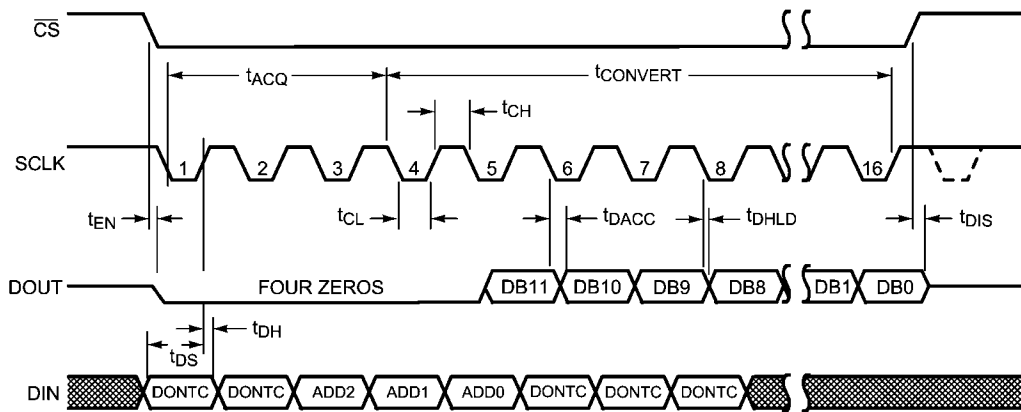 CS
tACQ
tCONVERT
tCH
SCLK
1 2 3 4 5 6 7 8 16
tEN
tCL
tDACC
tDHLD
tDIS
DOUT
FOUR ZEROS
DB11 DB10 DB9 DB8 DB1 DB0
tDH
tDS
DIN
DONTC DONTC ADD2 ADD1 ADD0 DONTC DONTC DONTC